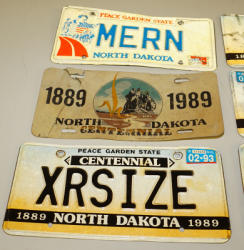 PEACE GARDEN STATE
MERN
NORTH DAKOTA
1889 1989
NORTH DAKOTA
CENTENNIAL
PEACE GARDEN STATE
CENTENNIAL
02-93
XRSIZE
1889 NORTH DAKOTA 1989